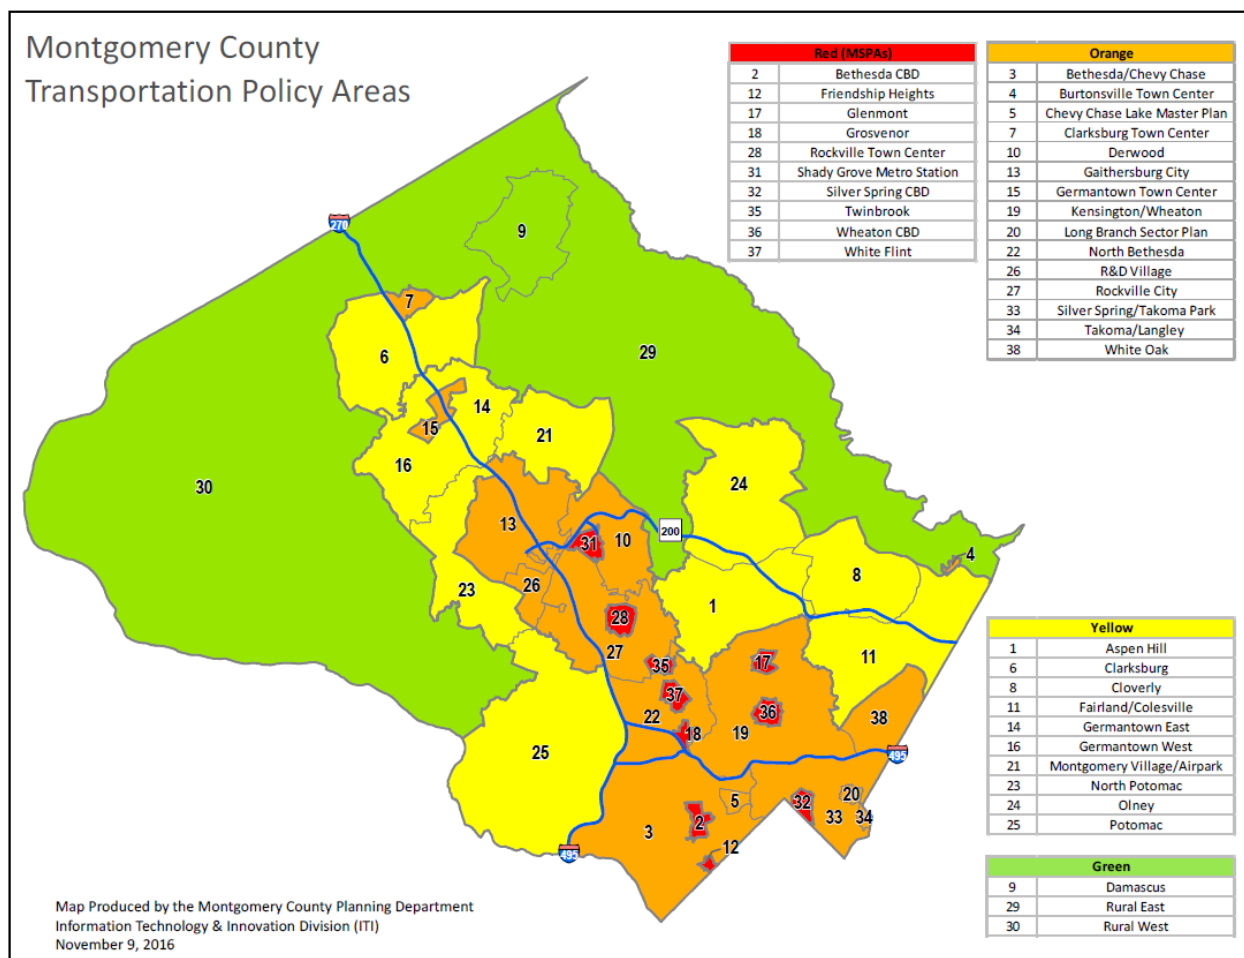 Montgomery County
Transportation Policy Areas
Red (MSPAs)
2 Bethesda CBD
12 Friendship Heights
17 Glenmont
18 Grosvenor
28 Rockville Town Center
31 Shady Grove Metro Station
32 Silver Spring CBD
35 Twinbrook
36 Wheaton CBD
37 White Flint
Orange
3 Bethesda/Chevy Chase
4 Burtonsville Town Center
5 Chevy Chase Lake Master Plan
7 Clarksburg Town Center
10 Derwood
13 Gaithersburg City
15 Germantown Town Center
19 Kensington/Wheaton
20 Long Branch Sector Plan
22 North Bethesda
26 R&D Village
27 Rockville City
33 Silver Spring/Takoma Park
34 Takoma/Langley
38 White Oak
270
9
7
6
29
14
15
21
16
24
30
13
200
31
10
4
26
8
23
1
28
27
35
17
11
37
36
22
38
18
19
25
495
5
32
20
2
33
34
3
12
495
Yellow
1 Aspen Hill
6 Clarksburg
8 Cloverly
11 Fairland/Colesville
14 Germantown East
16 Germantown West
21 Montgomery Village/Airpark
23 North Potomac
24 Olney
25 Potomac
Green
9 Damascus
29 Rural East
30 Rural West
Map Produced by the Montgomery County Planning Department
Information Technology & Innovation Division (ITI)
November 9, 2016